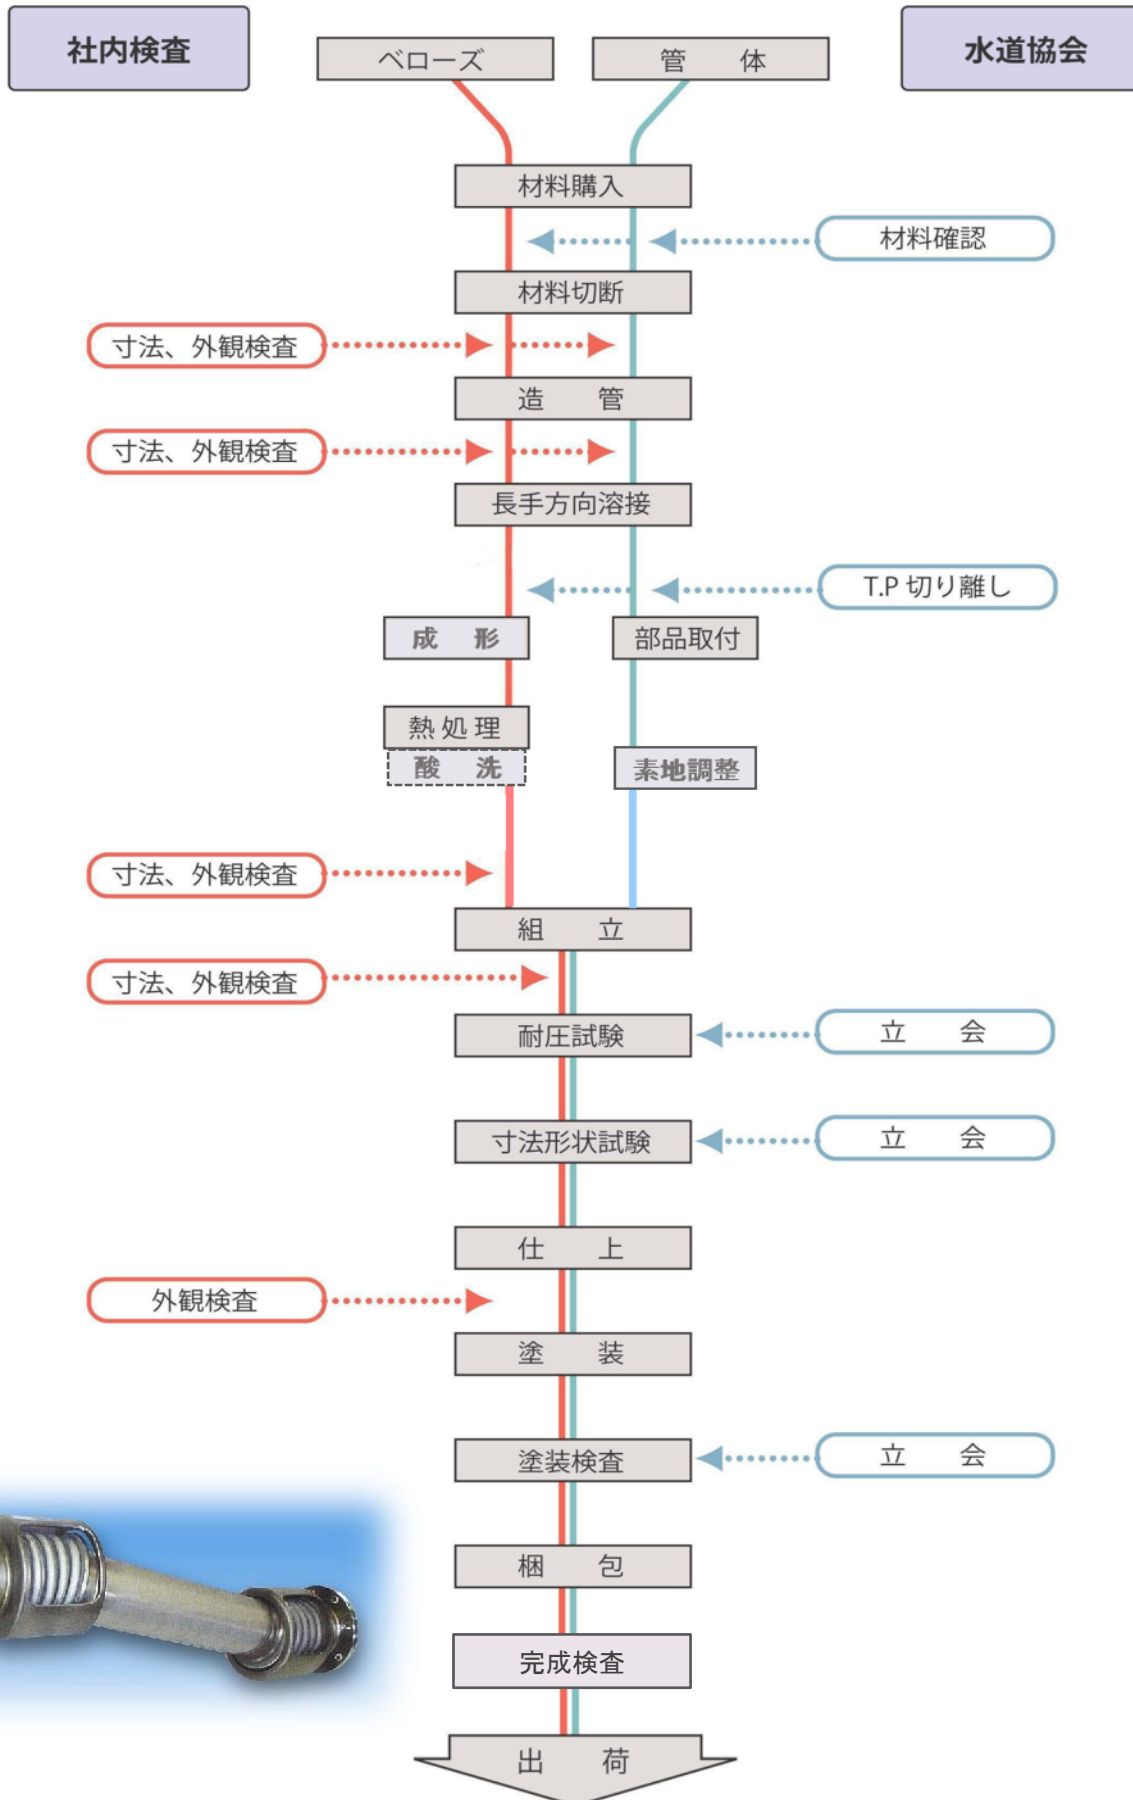 社内検査
ベローズ
管　体
水道協会
材料購入
材料確認
材料切断
寸法、外観検査
造　管
寸法、外観検査
長手方向溶接
T.P 切り離し
成　形
部品取付
熱 処 理
酸　洗
素地調整
寸法、外観検査
組　立
寸法、外観検査
耐圧試験
立　会
寸法形状試験
立　会
仕　上
外観検査
塗　装
塗装検査
立　会
梱　包
完成検査
出　荷